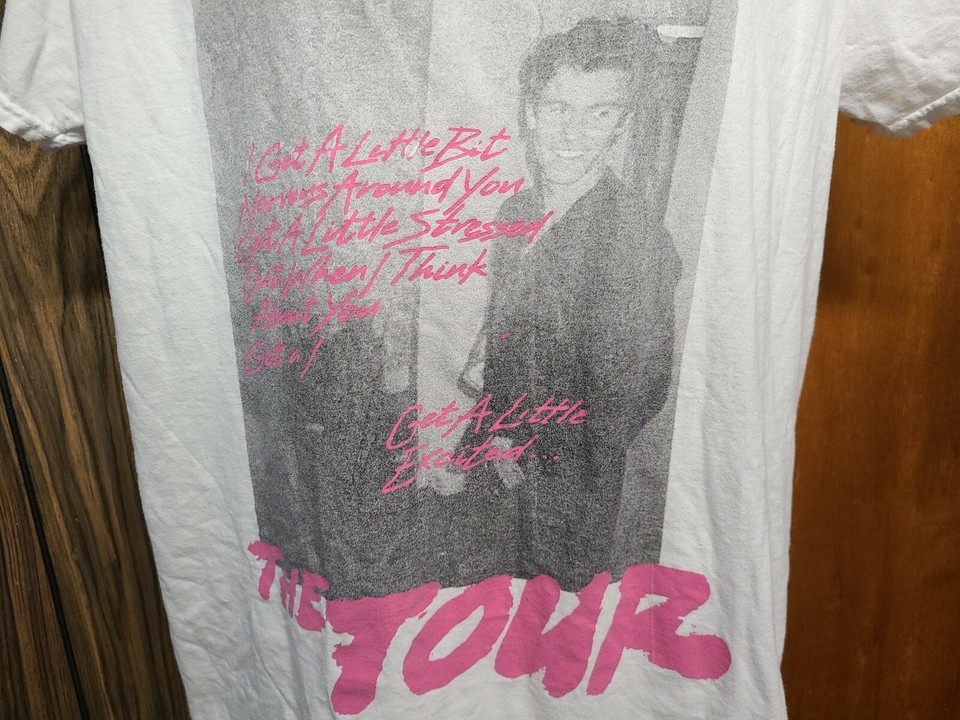 I Get A Little Bit
Nervous Around You
Get A Little Stressed
Out When I Think
About You
Get a l
Get A Little
Excited...
THE TOUR